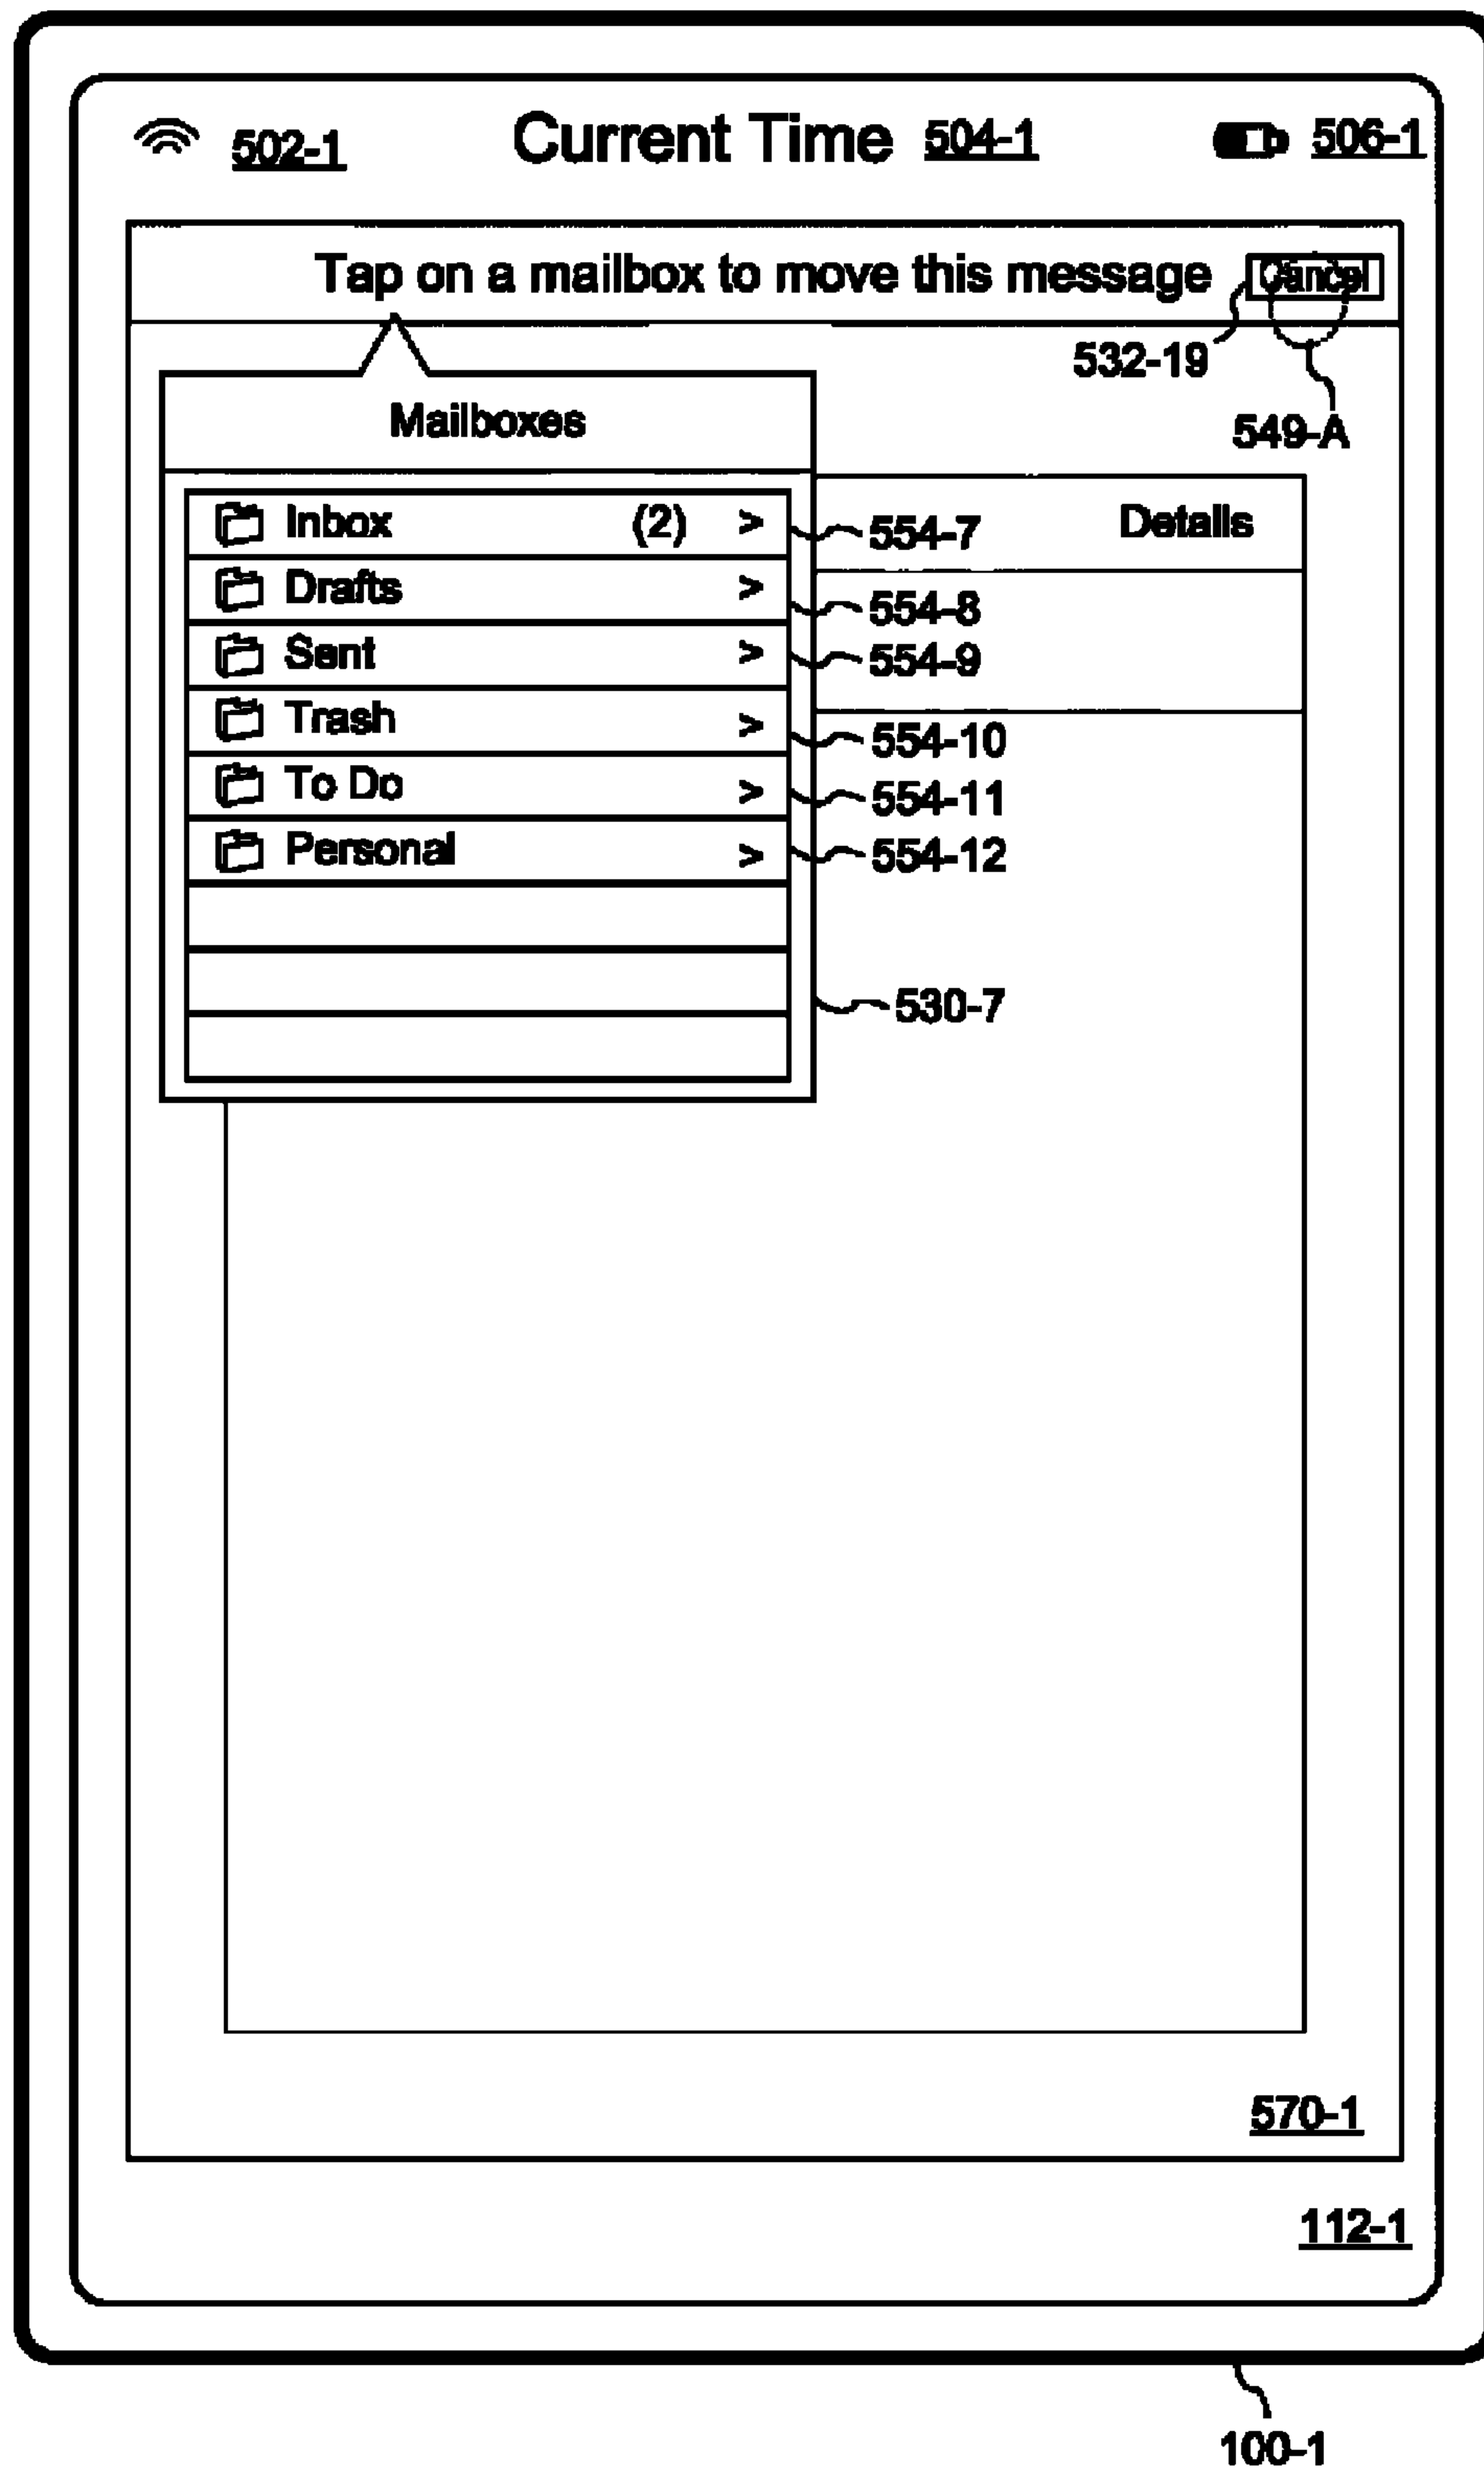 502-1 Current Time 504-1 506-1
Tap on a mailbox to move this message Cancel
532-19
549-A
Mailboxes
Inbox (2) > 554-7 Details
Drafts > 554-8
Sent > 554-9
Trash > 554-10
To Do > 554-11
Personal > 554-12
530-7
570-1
112-1
100-1